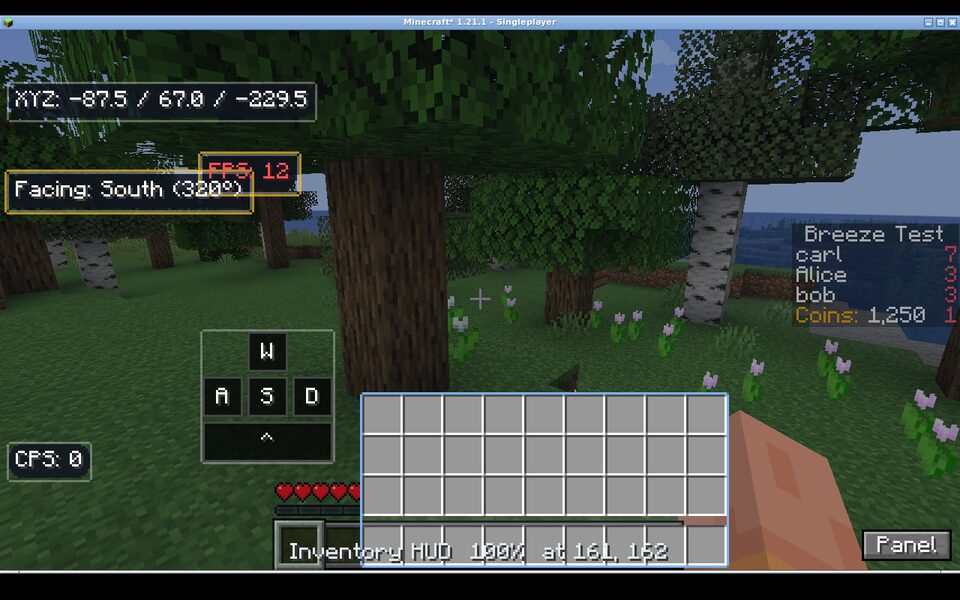 Minecraft* 1.21.1 - Singleplayer
XYZ: -87.5 / 67.0 / -229.5
FPS: 12
Facing: South (320°)
Breeze Test
carl 7
Alice 3
bob 3
Coins: 1,250 1
W
A S D
^
CPS: 0
Inventory HUD 100% at 161, 162
Panel